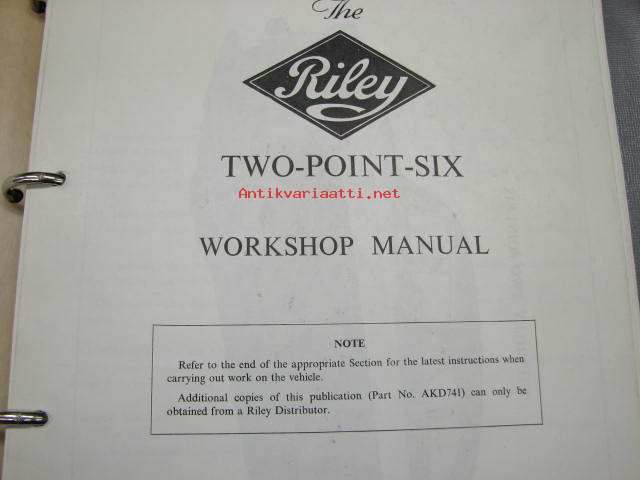 The
Riley
TWO-POINT-SIX
Antikvariaatti.net
WORKSHOP MANUAL
NOTE
Refer to the end of the appropriate Section for the latest instructions when
carrying out work on the vehicle.
Additional copies of this publication (Part No. AKD741) can only be
obtained from a Riley Distributor.